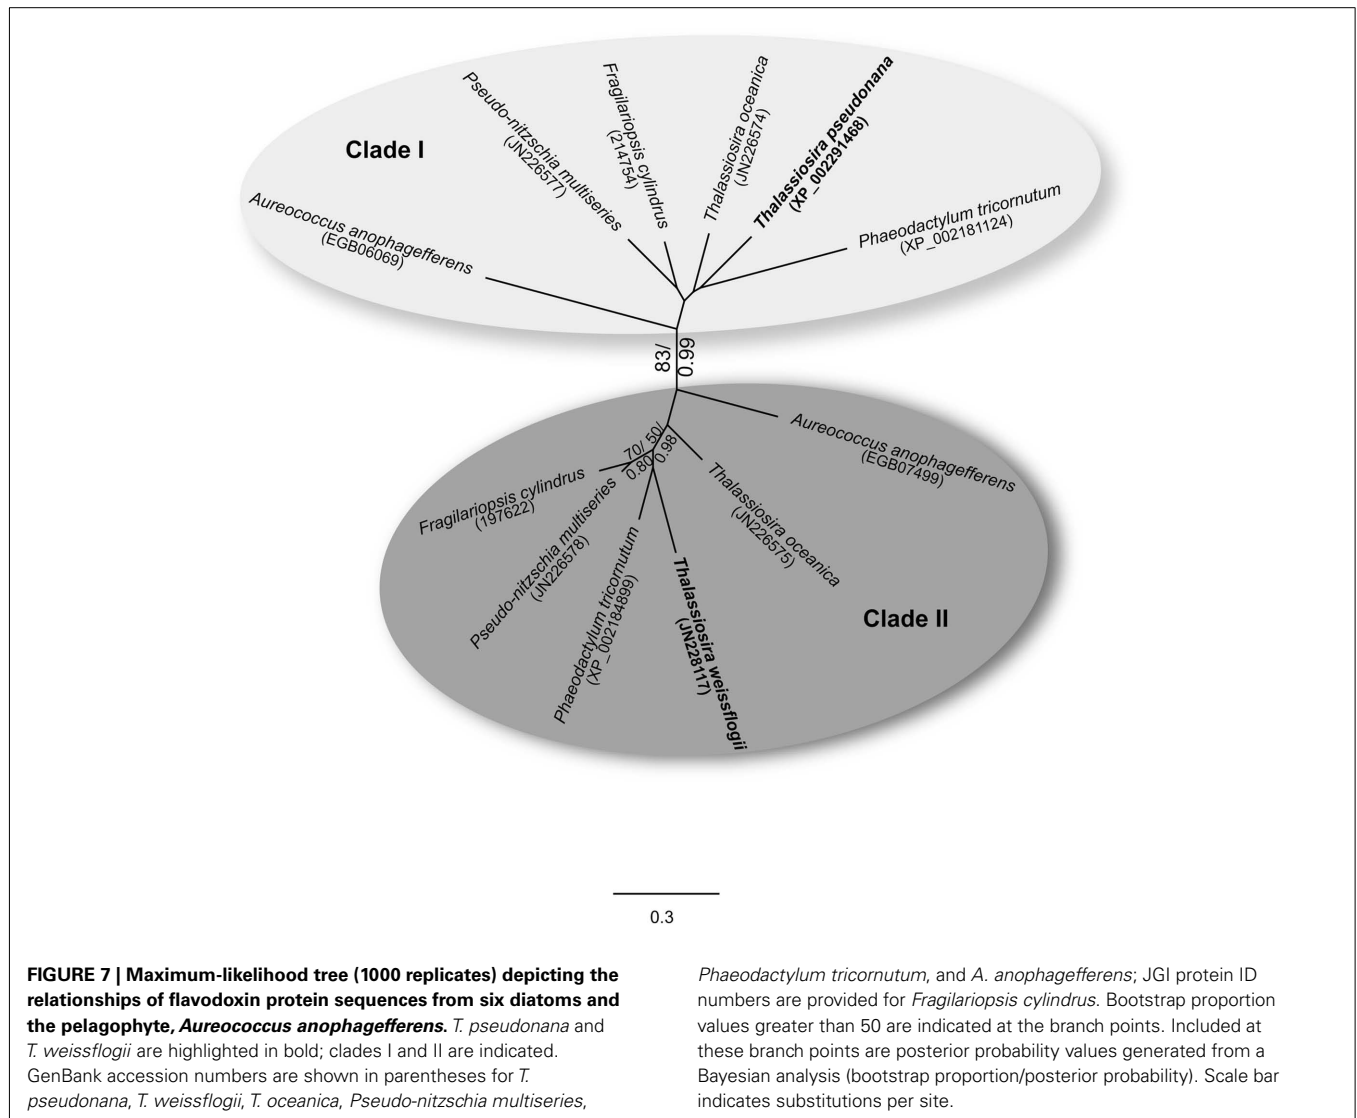 Clade I
Aureococcus anophagefferens
(EGB06069)
Pseudo-nitzschia multiseries
(JN226577)
Fragilariopsis cylindrus
(214754)
Thalassiosira oceanica
(JN226574)
Thalassiosira pseudonana
(XP_002291468)
Phaeodactylum tricornutum
(XP_002181124)
83/
0.99
70/ 50/
0.80 0.98
Aureococcus anophagefferens
(EGB07499)
Fragilariopsis cylindrus
(197622)
Pseudo-nitzschia multiseries
(JN226578)
Phaeodactylum tricornutum
(XP_002184899)
Thalassiosira weissflogii
(JN228117)
Thalassiosira oceanica
(JN226575)
Clade II
0.3
FIGURE 7 | Maximum-likelihood tree (1000 replicates) depicting the
relationships of flavodoxin protein sequences from six diatoms and
the pelagophyte, Aureococcus anophagefferens. T. pseudonana and
T. weissflogii are highlighted in bold; clades I and II are indicated.
GenBank accession numbers are shown in parentheses for T.
pseudonana, T. weissflogii, T. oceanica, Pseudo-nitzschia multiseries,
Phaeodactylum tricornutum, and A. anophagefferens; JGI protein ID
numbers are provided for Fragilariopsis cylindrus. Bootstrap proportion
values greater than 50 are indicated at the branch points. Included at
these branch points are posterior probability values generated from a
Bayesian analysis (bootstrap proportion/posterior probability). Scale bar
indicates substitutions per site.